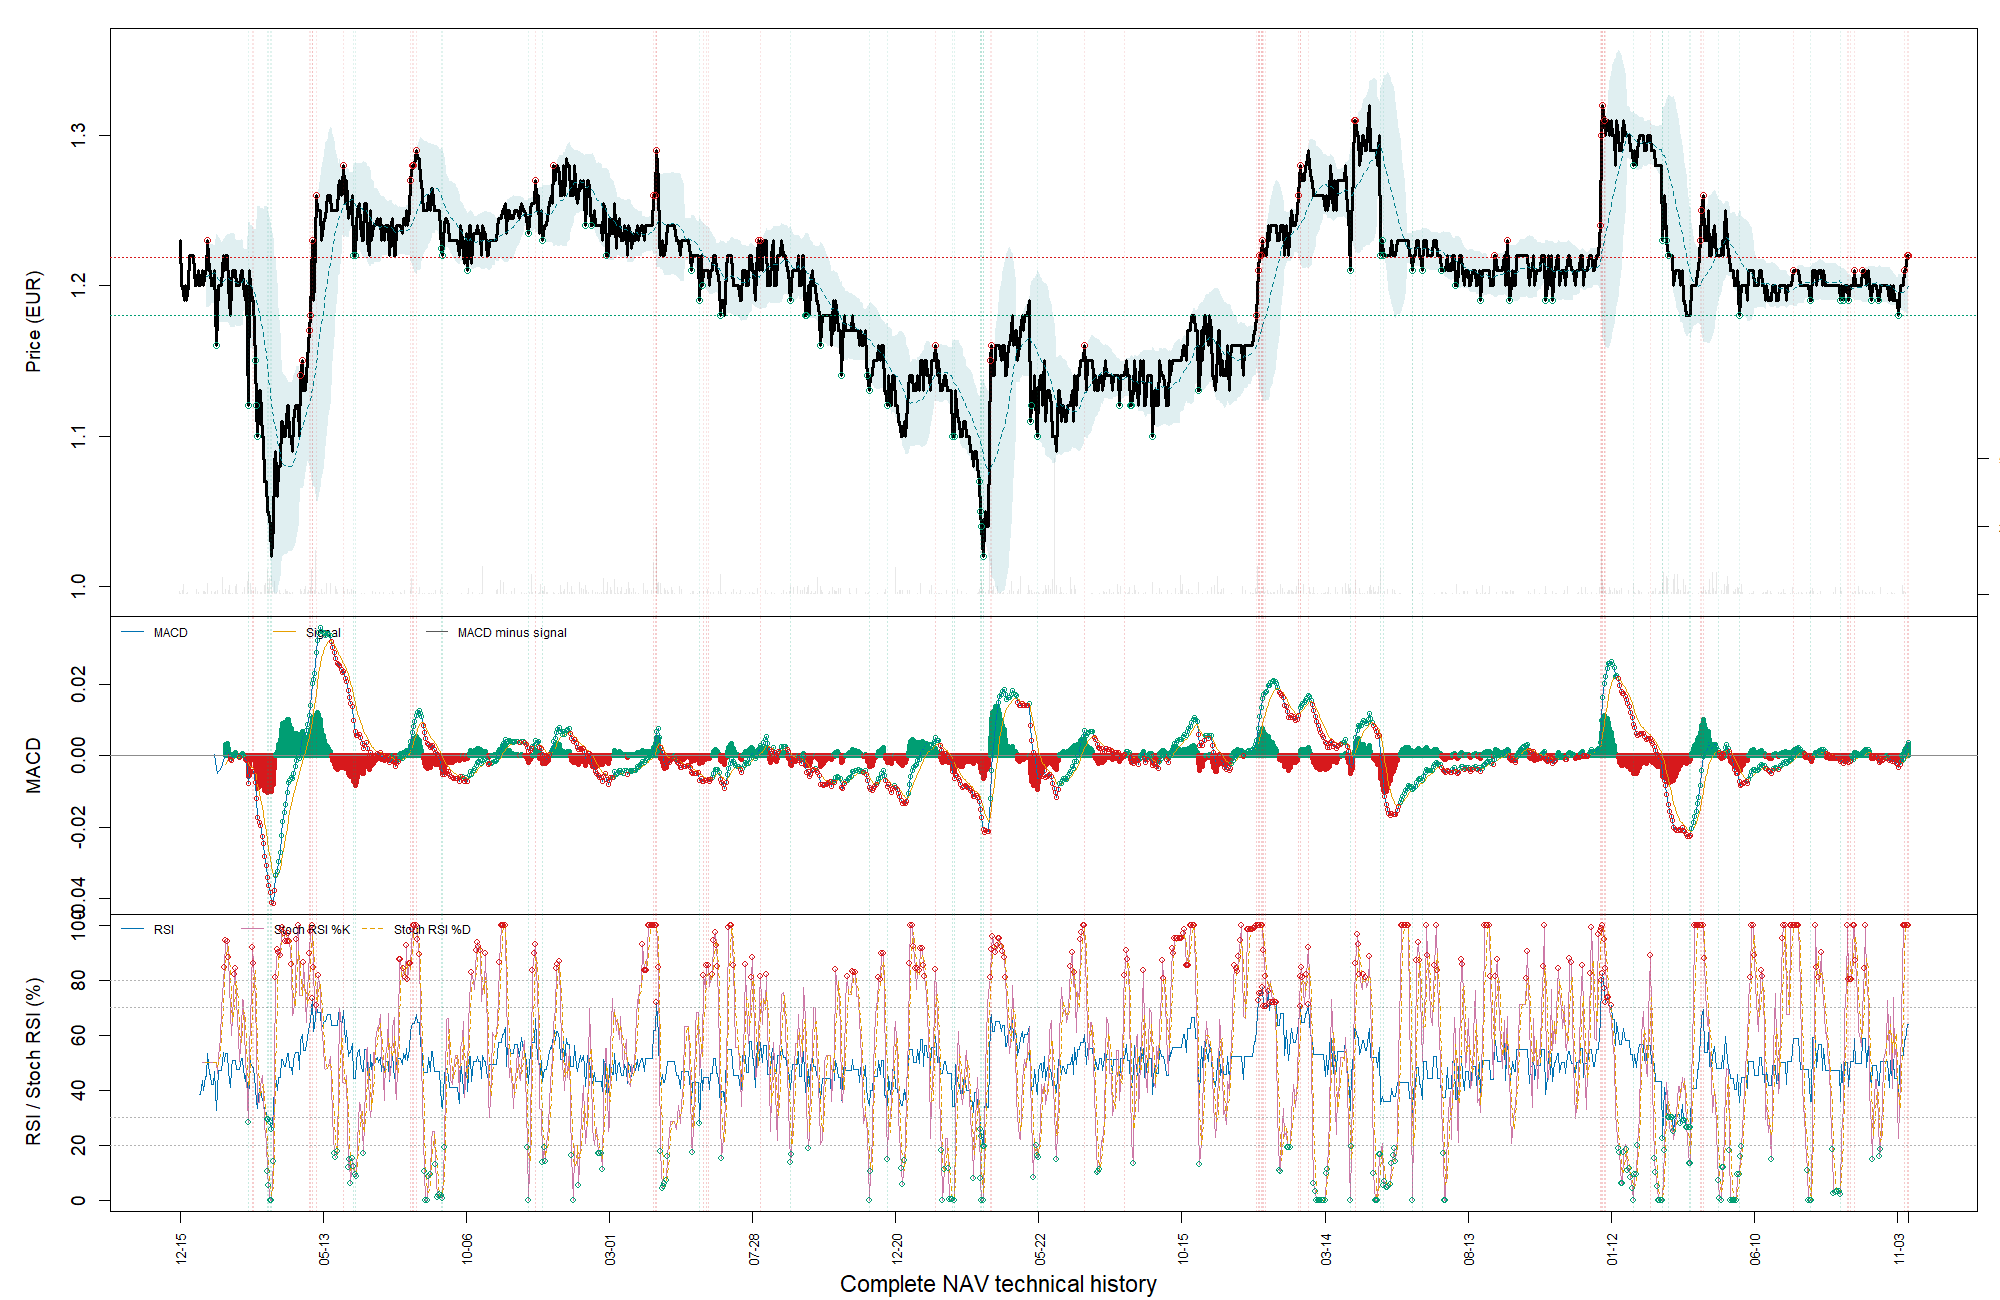 1.3
1.2
1.1
1.0
Price (EUR)
MACD
Signal
MACD minus signal
0.02
0.00
-0.02
-0.04
MACD
RSI
Stoch RSI %K
Stoch RSI %D
100
80
60
40
20
0
RSI / Stoch RSI (%)
12-15
05-13
10-06
03-01
07-28
12-20
05-22
10-15
03-14
08-13
01-12
06-10
11-03
Complete NAV technical history